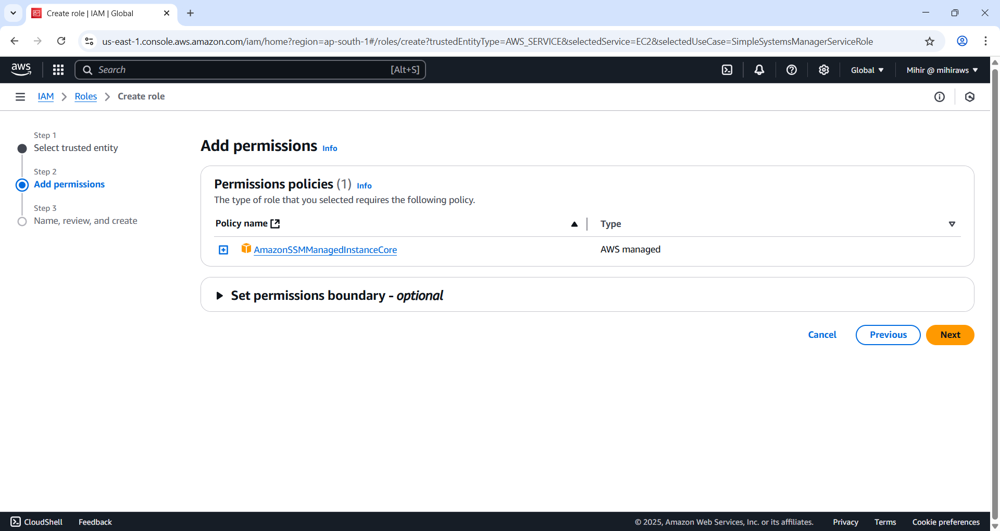 Create role | IAM | Global
us-east-1.console.aws.amazon.com/iam/home?region=ap-south-1#/roles/create?trustedEntityType=AWS_SERVICE&selectedService=EC2&selectedUseCase=SimpleSystemsManagerServiceRole
aws
Search [Alt+S]
Global
Mihir @ mihiraws
IAM > Roles > Create role
Step 1
Select trusted entity
Step 2
Add permissions
Step 3
Name, review, and create
Add permissions Info
Permissions policies (1) Info
The type of role that you selected requires the following policy.
Policy name Type
AmazonSSMManagedInstanceCore AWS managed
Set permissions boundary - optional
Cancel Previous Next
CloudShell Feedback © 2025, Amazon Web Services, Inc. or its affiliates. Privacy Terms Cookie preferences